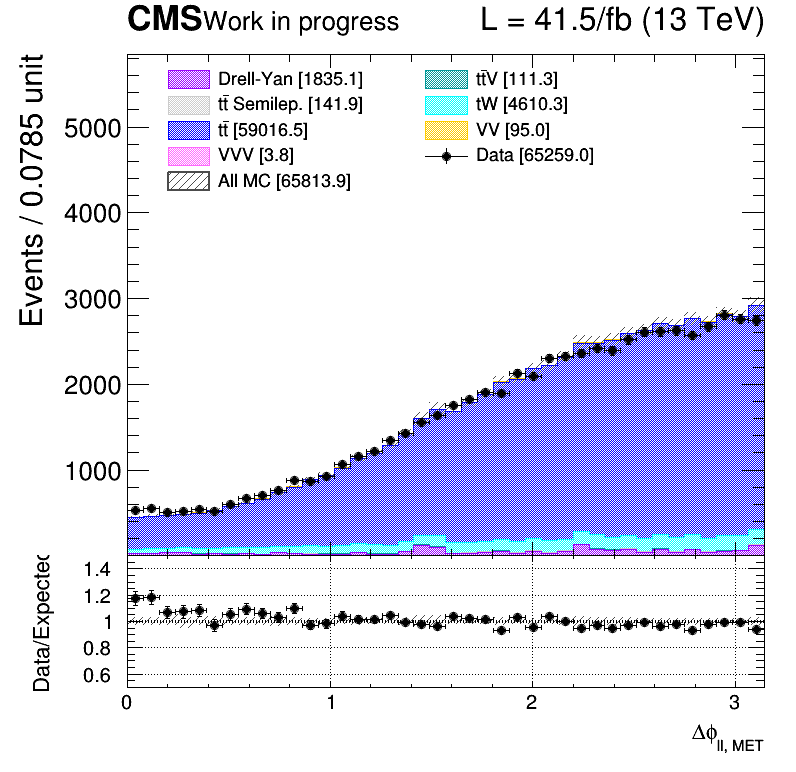 CMS Work in progress L = 41.5/fb (13 TeV)
Drell-Yan [1835.1]
tt̄ Semilep. [141.9]
tt̄ [59016.5]
VVV [3.8]
All MC [65813.9]
tt̄V [111.3]
tW [4610.3]
VV [95.0]
Data [65259.0]
Events / 0.0785 unit
5000
4000
3000
2000
1000
Data/Expected
1.4
1.2
1
0.8
0.6
0 1 2 3
Δϕ ll, MET